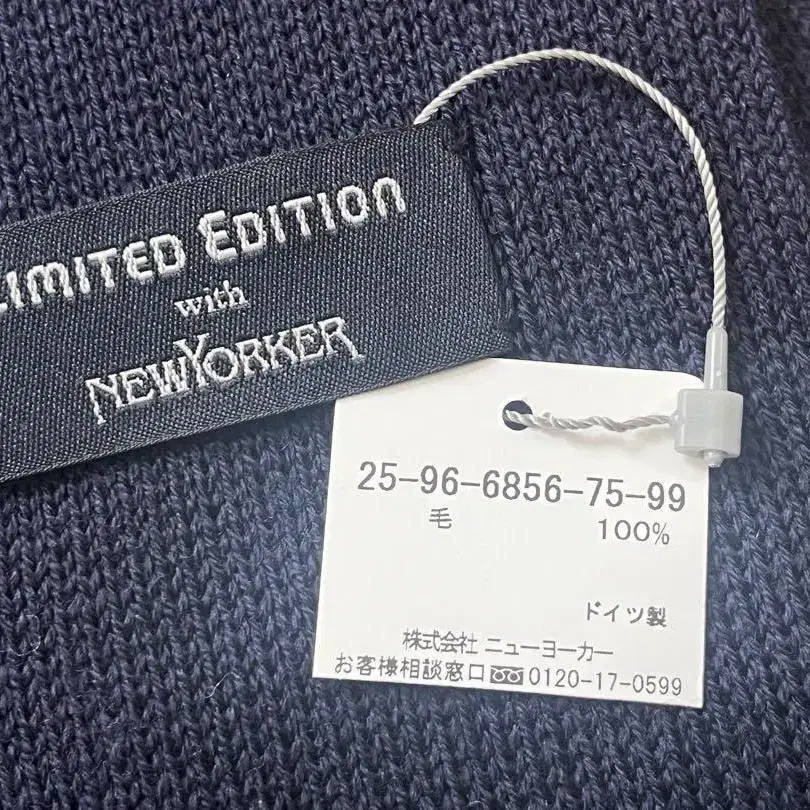 LIMITED EDITION
with
NEWYORKER
25-96-6856-75-99
毛 100%
ドイツ製
株式会社 ニューヨーカー
お客様相談窓口 0120-17-0599